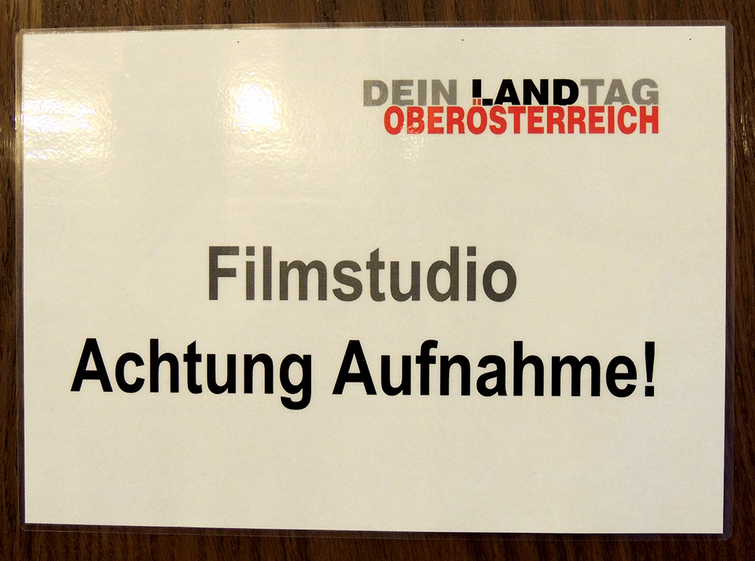 DEIN LANDTAG
OBERÖSTERREICH
Filmstudio
Achtung Aufnahme!